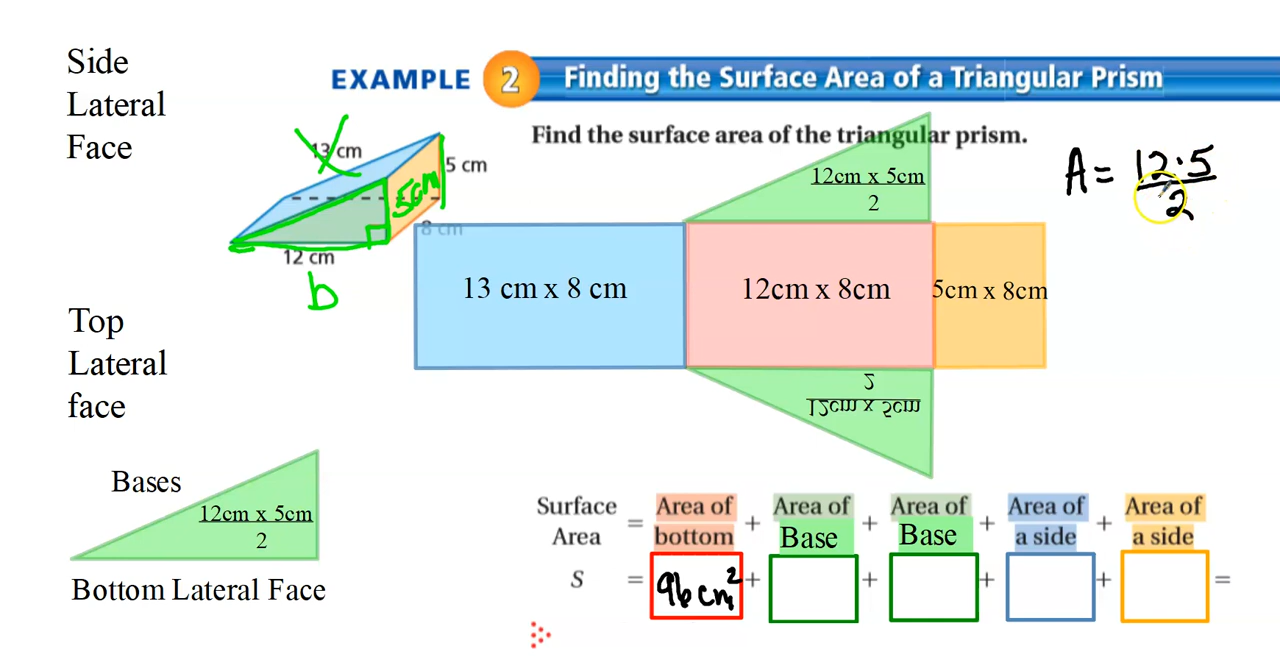 Side
Lateral
Face
EXAMPLE 2 Finding the Surface Area of a Triangular Prism
Find the surface area of the triangular prism.
13 cm
5 cm
5cm
8 cm
12 cm
b
12cm x 5cm
2
A = 12·5
2
13 cm x 8 cm
12cm x 8cm
5cm x 8cm
12cm x 5cm
2
Top
Lateral
face
Bases
12cm x 5cm
2
Bottom Lateral Face
Surface Area = Area of bottom + Area of Base + Area of Base + Area of a side + Area of a side
S = 96 cm² + + + + =